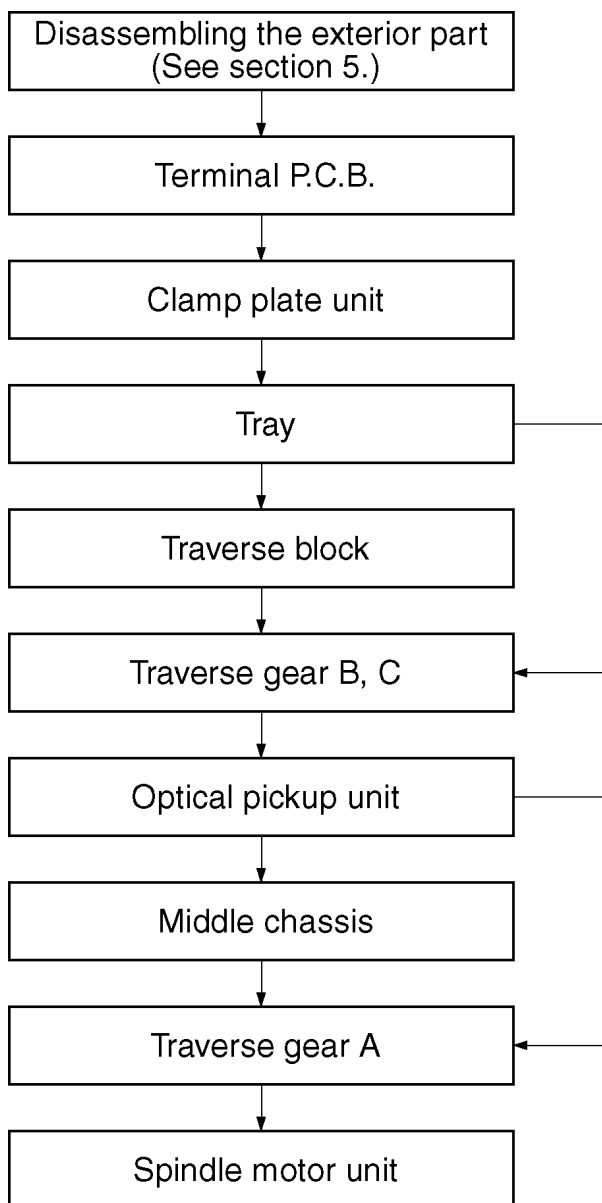 Disassembling the exterior part
(See section 5.)
Terminal P.C.B.
Clamp plate unit
Tray
Traverse block
Traverse gear B, C
Optical pickup unit
Middle chassis
Traverse gear A
Spindle motor unit